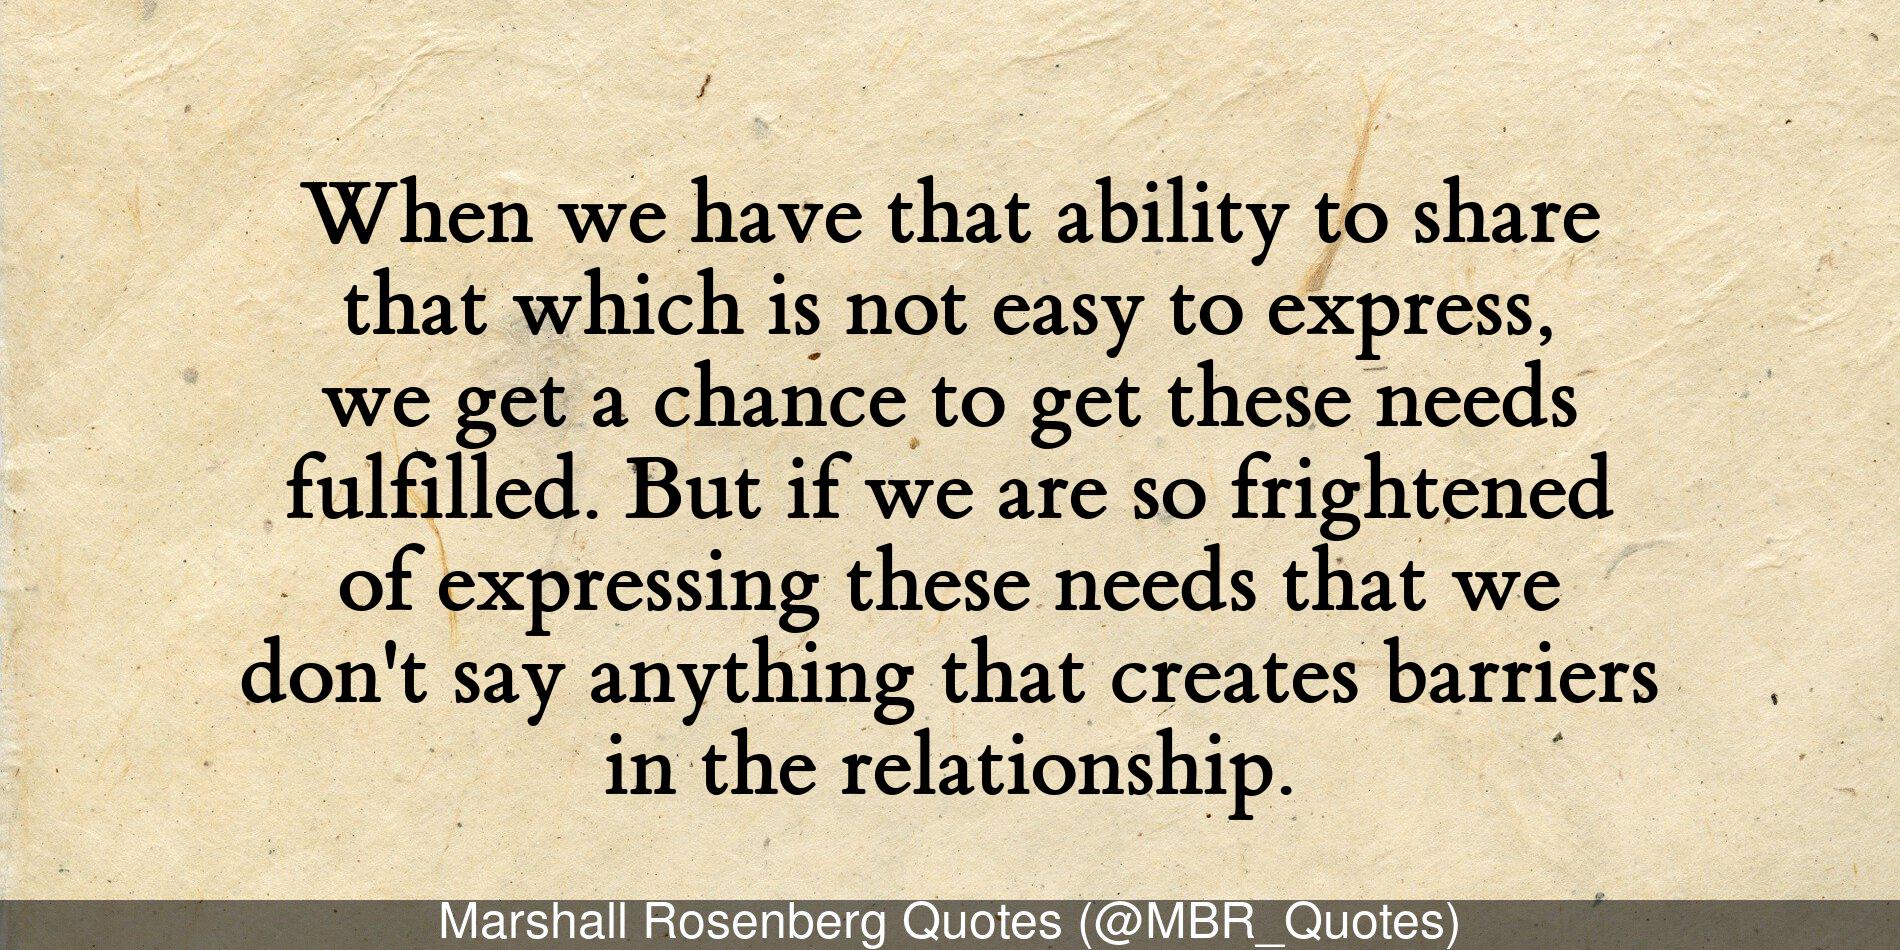 When we have that ability to share
that which is not easy to express,
we get a chance to get these needs
fulfilled. But if we are so frightened
of expressing these needs that we
don't say anything that creates barriers
in the relationship.
Marshall Rosenberg Quotes (@MBR_Quotes)